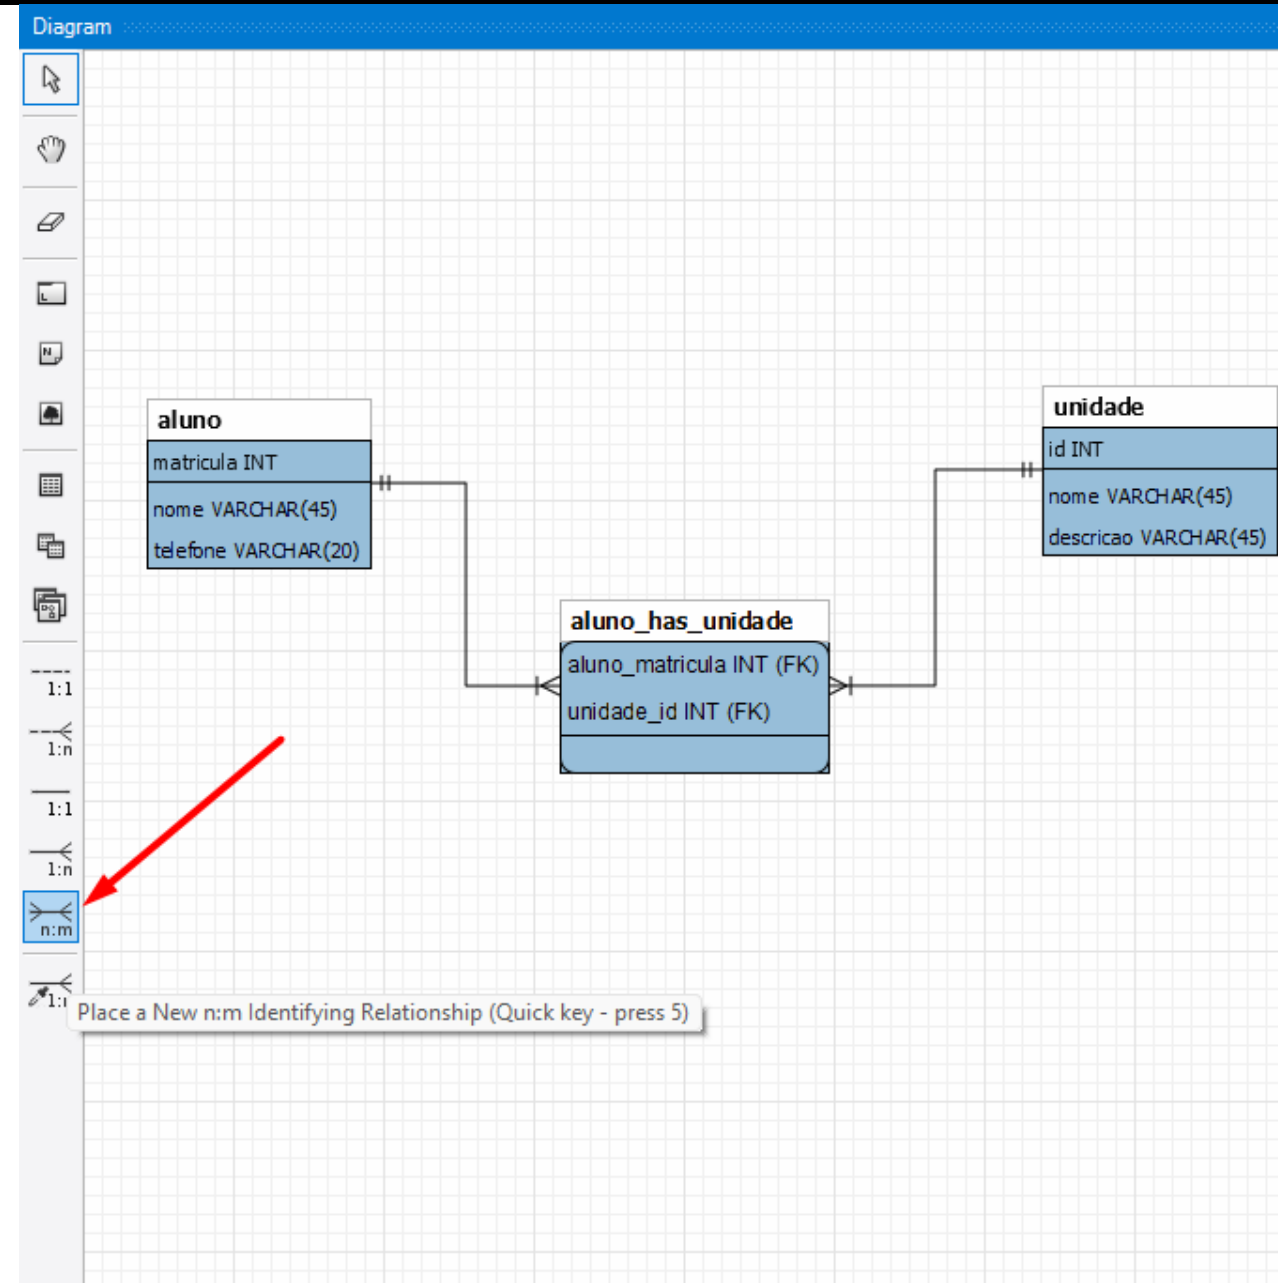 Diagram
aluno
matricula INT
nome VARCHAR(45)
telefone VARCHAR(20)
unidade
id INT
nome VARCHAR(45)
descricao VARCHAR(45)
aluno_has_unidade
aluno_matricula INT (FK)
unidade_id INT (FK)
1:1
1:n
1:1
1:n
n:m
Place a New n:m Identifying Relationship (Quick key - press 5)